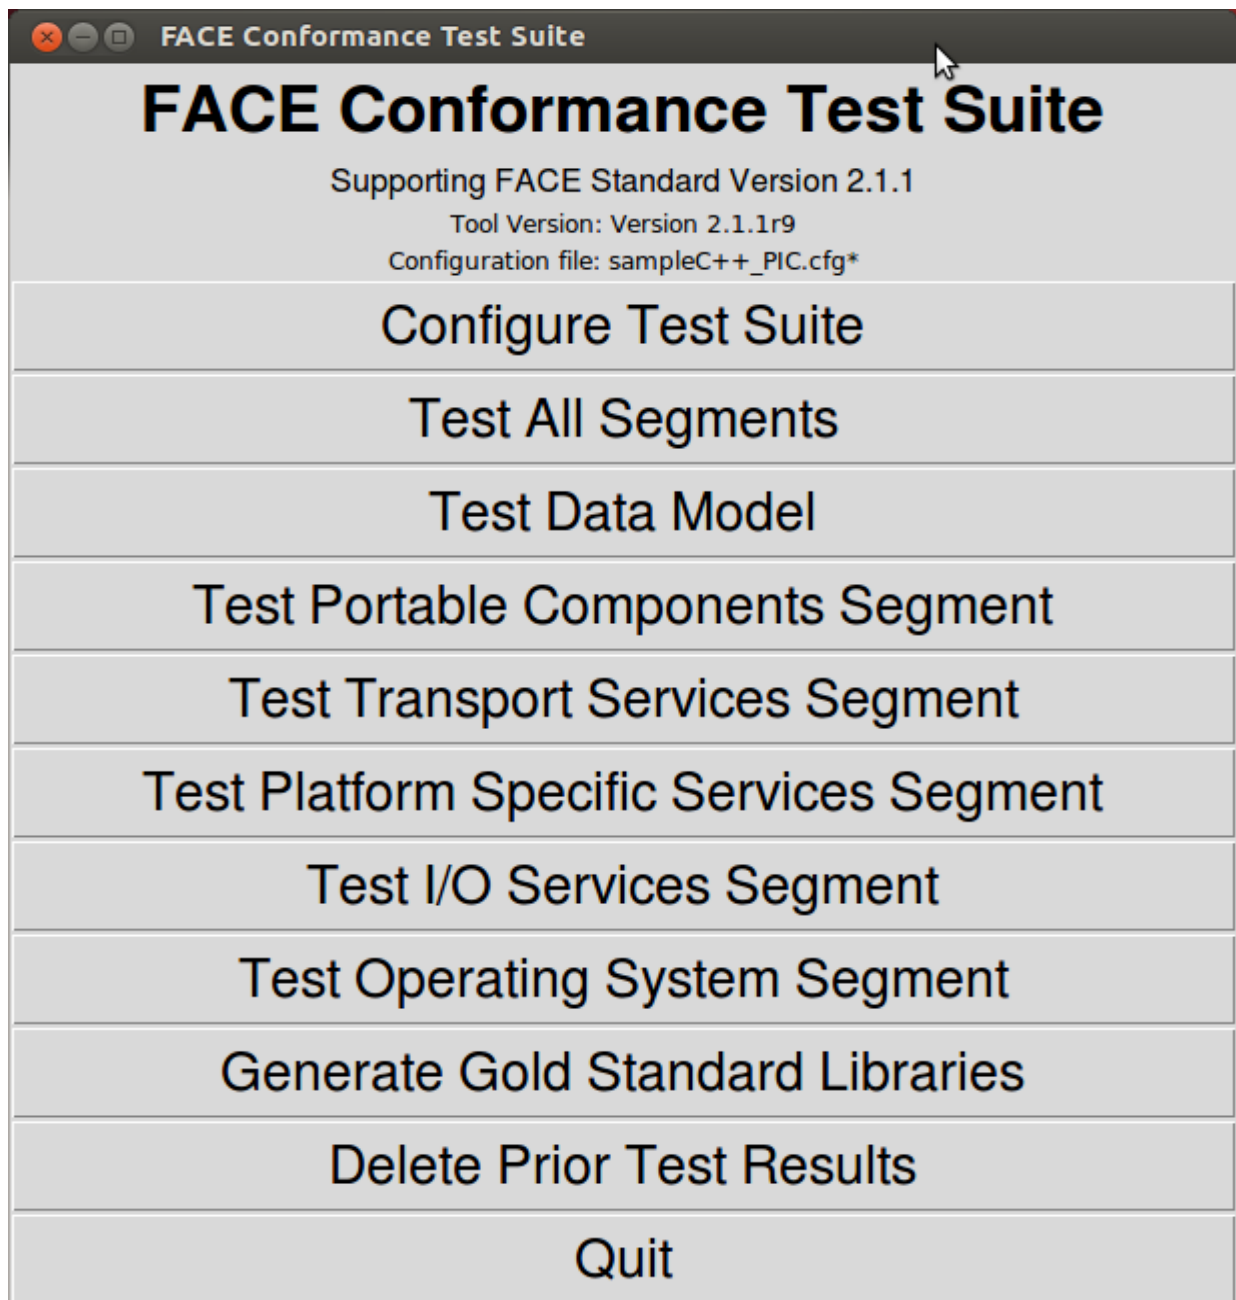 FACE Conformance Test Suite
FACE Conformance Test Suite
Supporting FACE Standard Version 2.1.1
Tool Version: Version 2.1.1r9
Configuration file: sampleC++_PIC.cfg*
Configure Test Suite
Test All Segments
Test Data Model
Test Portable Components Segment
Test Transport Services Segment
Test Platform Specific Services Segment
Test I/O Services Segment
Test Operating System Segment
Generate Gold Standard Libraries
Delete Prior Test Results
Quit